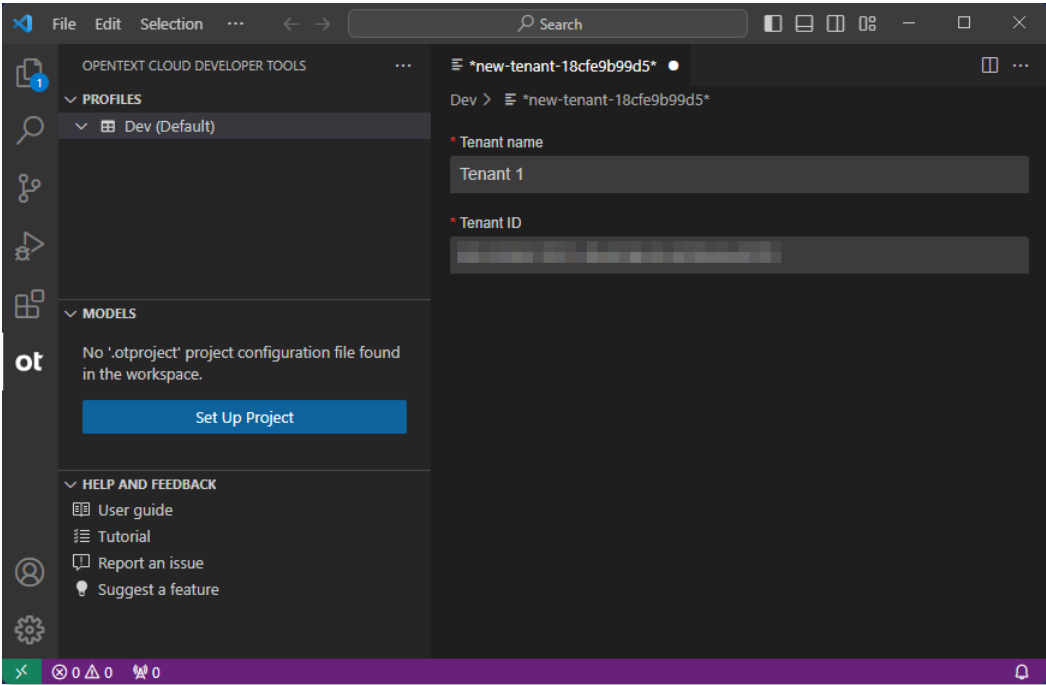 File Edit Selection ··· Search
OPENTEXT CLOUD DEVELOPER TOOLS ···
PROFILES
Dev (Default)
MODELS
No '.otproject' project configuration file found
in the workspace.
Set Up Project
HELP AND FEEDBACK
User guide
Tutorial
Report an issue
Suggest a feature
1
ot
*new-tenant-18cfe9b99d5*
Dev > *new-tenant-18cfe9b99d5*
* Tenant name
Tenant 1
* Tenant ID
0 0 0